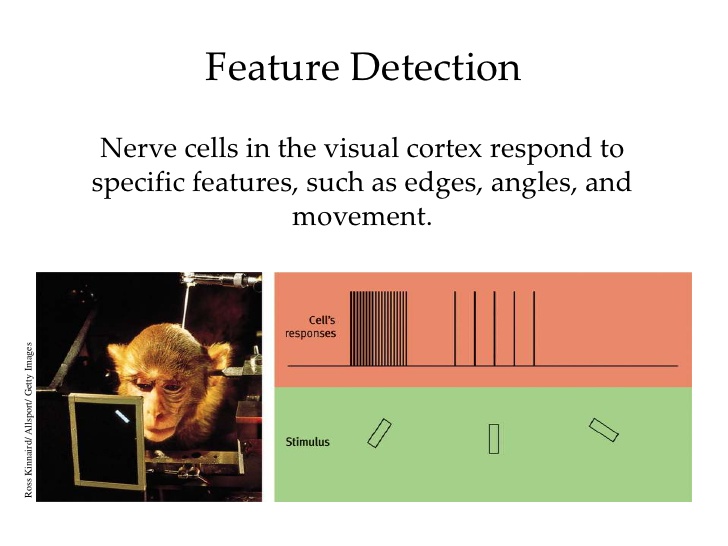 Feature Detection
Nerve cells in the visual cortex respond to
specific features, such as edges, angles, and
movement.
Ross Kinnaird/ Allsport/ Getty Images
Cell's
responses
Stimulus